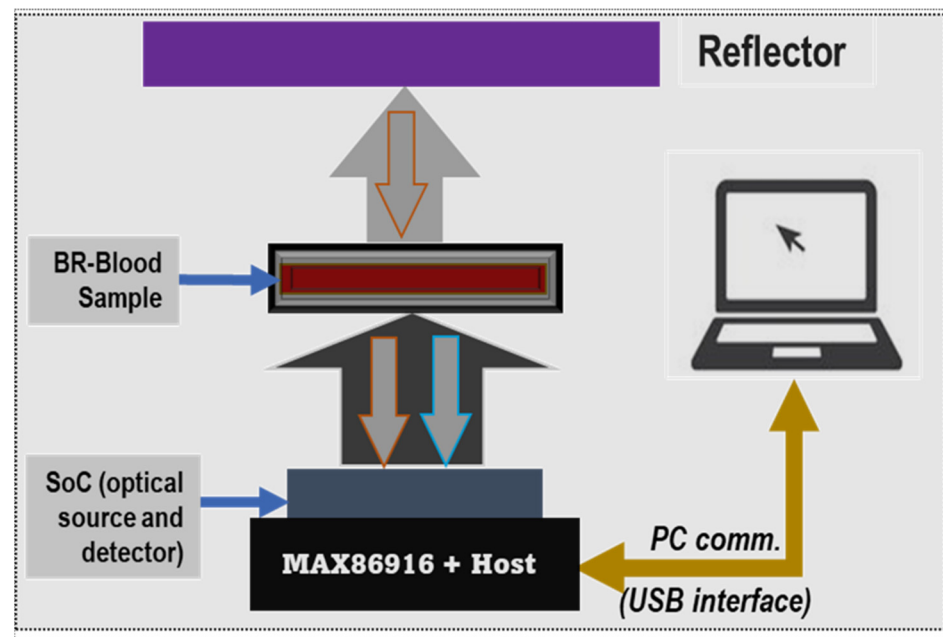 Reflector
BR-Blood
Sample
SoC (optical
source and
detector)
MAX86916 + Host
PC comm.
(USB interface)